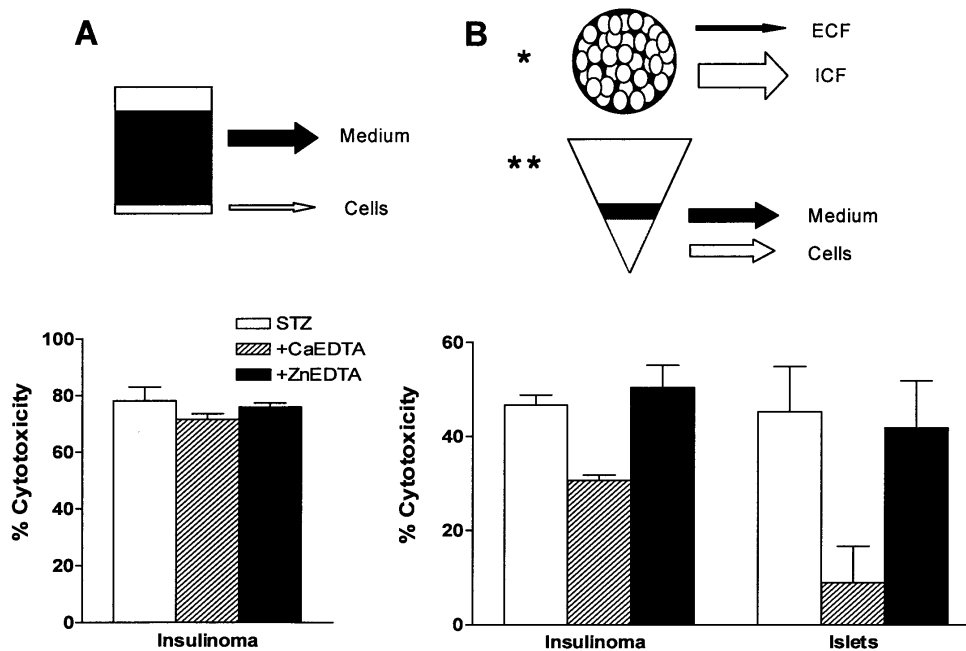 A
Medium
Cells
B
*
ECF
ICF
**
Medium
Cells
% Cytotoxicity
100
80
60
40
20
0
STZ
+CaEDTA
+ZnEDTA
Insulinoma
% Cytotoxicity
60
40
20
0
Insulinoma
Islets